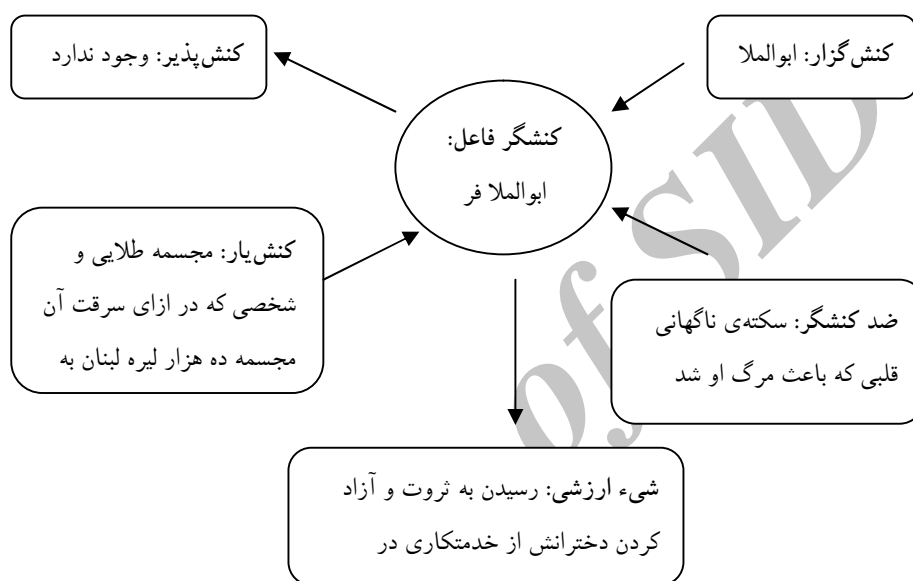 کنش‌گزار: ابوالملا
کنش‌پذیر: وجود ندارد
کنشگر فاعل:
ابوالملا فر
کنش‌یار: مجسمه طلایی و
شخصی که در ازای سرقت آن
مجسمه ده هزار لیره لبنان به
ضد کنشگر: سکته‌ی ناگهانی
قلبی که باعث مرگ او شد
شیء ارزشی: رسیدن به ثروت و آزاد
کردن دخترانش از خدمتکاری در
of SID